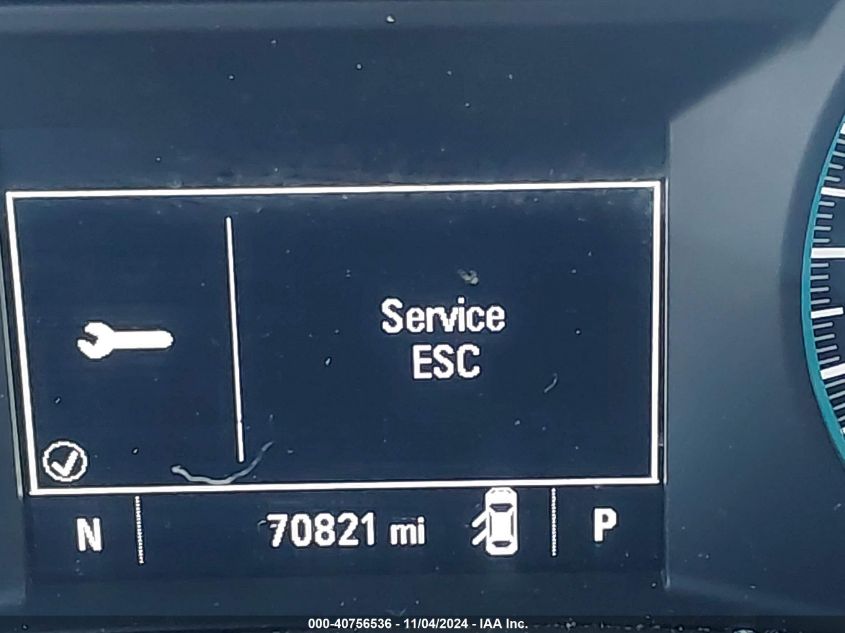 Service
ESC
N 70821 mi P
000-40756536 - 11/04/2024 - IAA Inc.